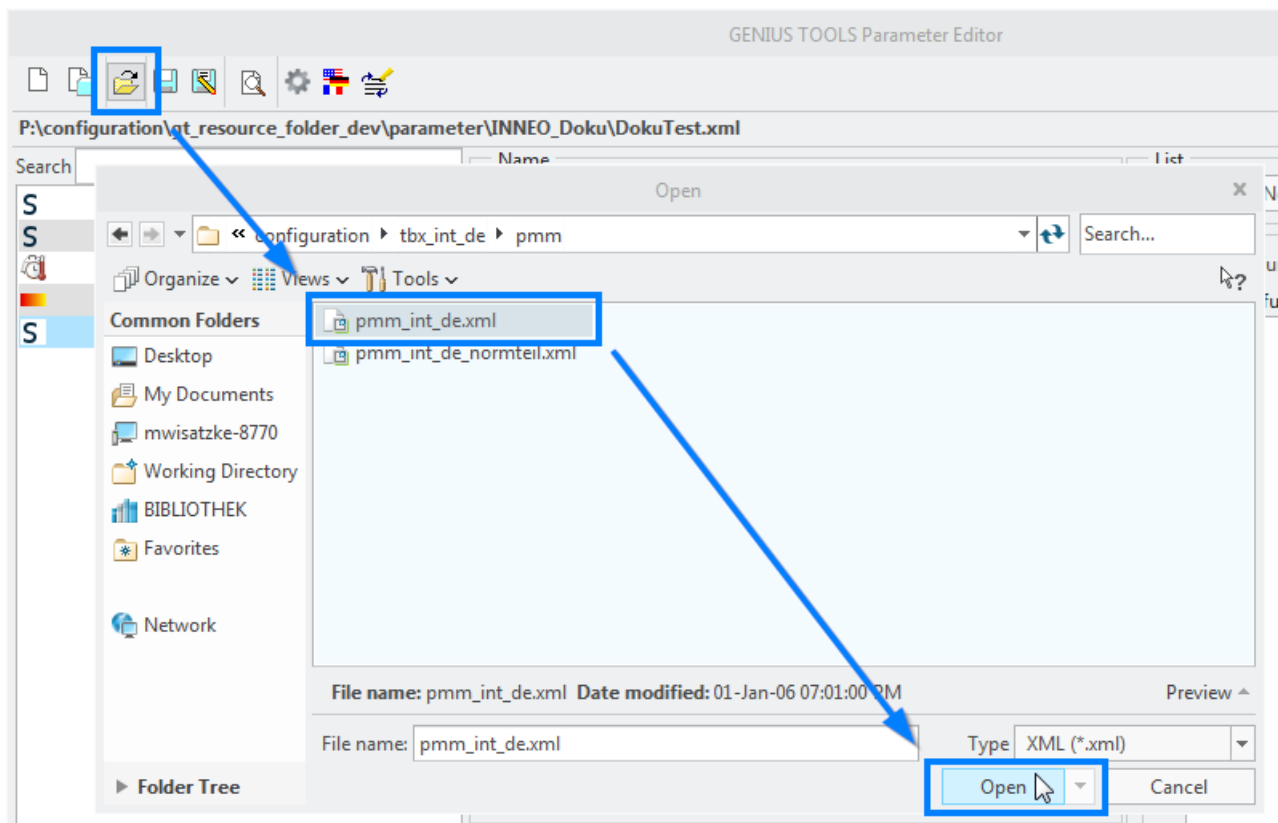 GENIUS TOOLS Parameter Editor
P:\configuration\gt_resource_folder_dev\parameter\INNEO_Doku\DokuTest.xml
Search
Name
List
S
S
S
Open
« configuration tbx_int_de pmm
Search...
Organize Views Tools
Common Folders
pmm_int_de.xml
Desktop
pmm_int_de_normteil.xml
My Documents
mwisatzke-8770
Working Directory
BIBLIOTHEK
Favorites
Network
File name: pmm_int_de.xml Date modified: 01-Jan-06 07:01:00 PM
Preview
File name: pmm_int_de.xml
Type XML (*.xml)
Folder Tree
Open
Cancel